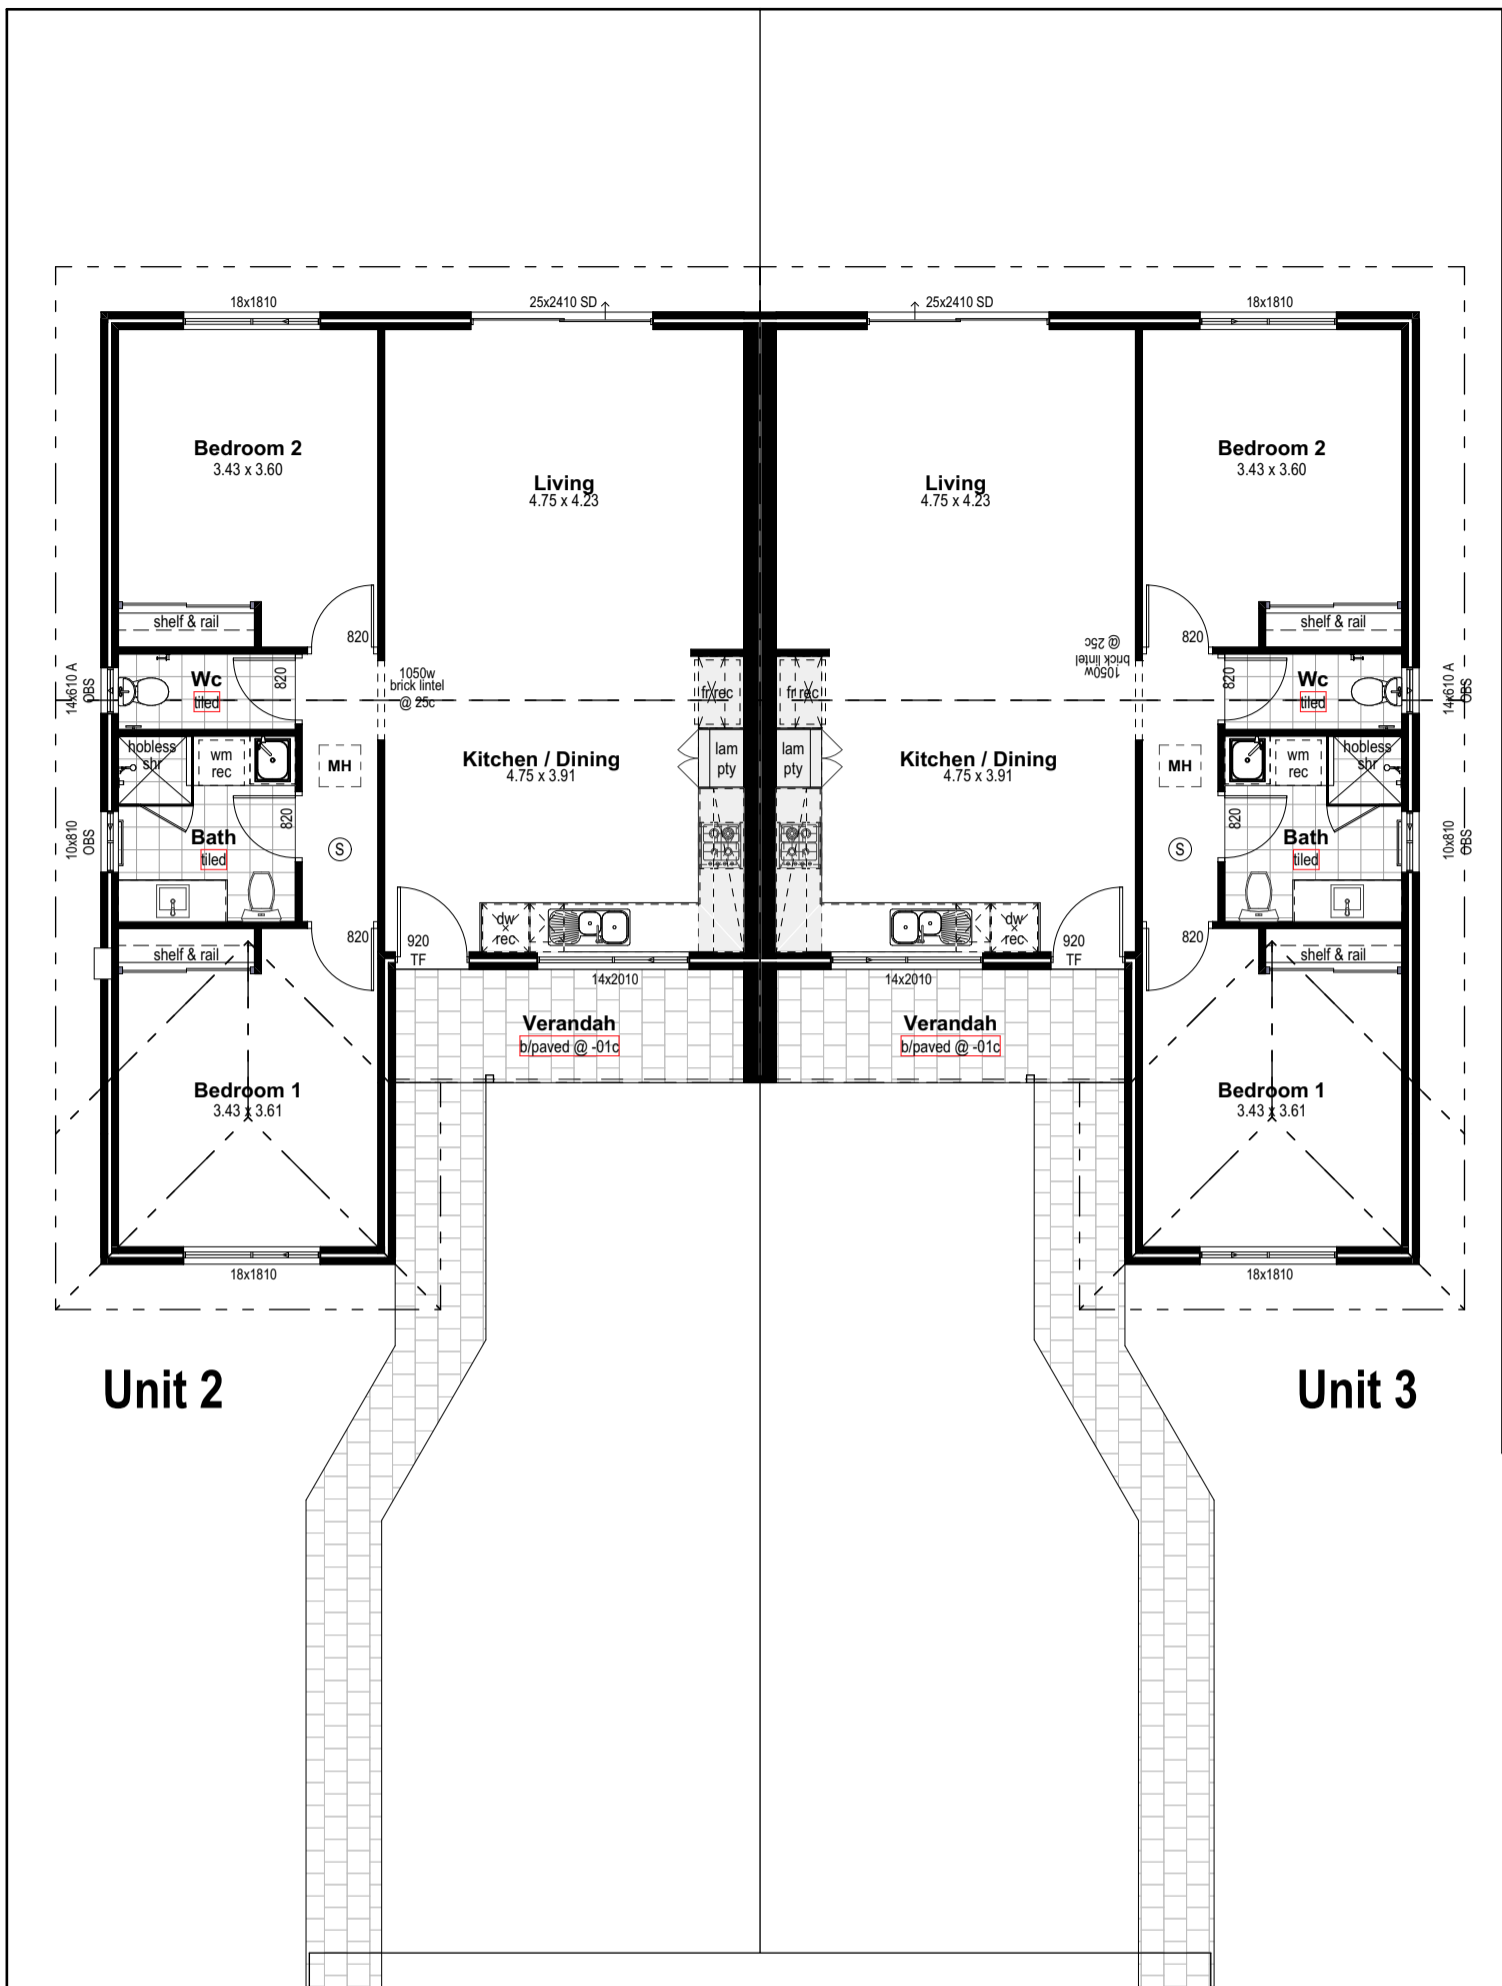 18x1810
25x2410 SD
25x2410 SD
18x1810
Bedroom 2
3.43 x 3.60
Living
4.75 x 4.23
Living
4.75 x 4.23
Bedroom 2
3.43 x 3.60
shelf & rail
820
820
shelf & rail
14x610 A
OBS
Wc
tiled
820
1050w
brick lintel
@ 25c
fr rec
fr rec
1050w
brick lintel
@ 25c
820
Wc
tiled
14x610 A
OBS
hobless
shr
wm
rec
MH
Kitchen / Dining
4.75 x 3.91
lam
pty
lam
pty
Kitchen / Dining
4.75 x 3.91
MH
wm
rec
hobless
shr
10x810
OBS
Bath
tiled
820
S
S
820
Bath
tiled
10x810
OBS
shelf & rail
820
920
TF
dw
rec
14x2010
14x2010
dw
rec
920
TF
820
shelf & rail
Verandah
b/paved @ -01c
Verandah
b/paved @ -01c
Bedroom 1
3.43 x 3.61
Bedroom 1
3.43 x 3.61
18x1810
18x1810
Unit 2
Unit 3